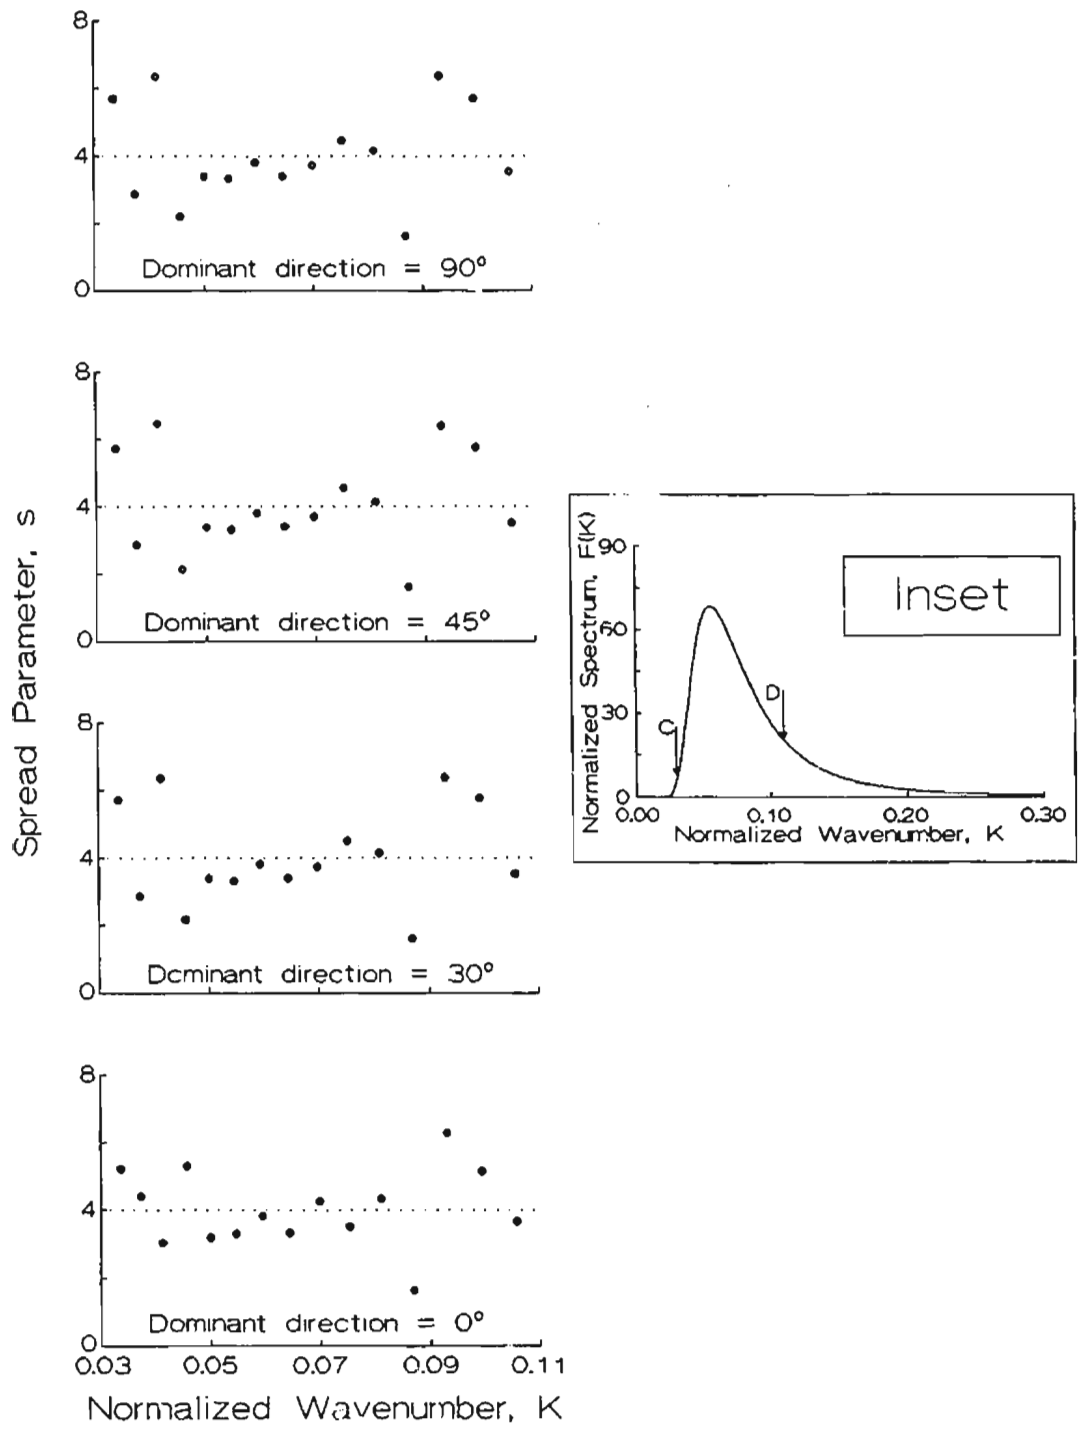 8
4
0
Dominant direction = 90°
8
4
0
Dominant direction = 45°
Spread Parameter, s
8
4
0
Dcminant direction = 30°
8
4
0
Dominant direction = 0°
0.03 0.05 0.07 0.09 0.11
Normalized Wavenumber, K
Inset
Normalized Spectrum, F(K)
90
60
30
0
C
D
0.00 0.10 0.20 0.30
Normalized Wavenumber, K